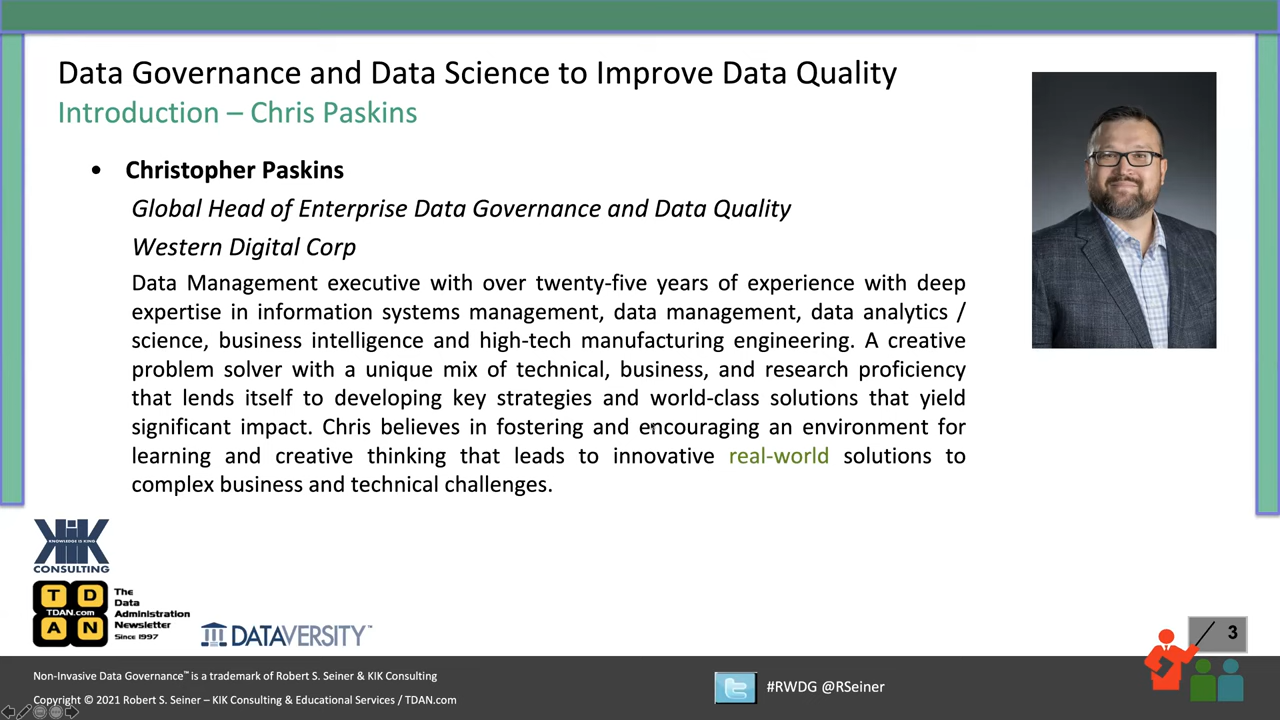 Data Governance and Data Science to Improve Data Quality
Introduction – Chris Paskins
• Christopher Paskins
Global Head of Enterprise Data Governance and Data Quality
Western Digital Corp
Data Management executive with over twenty-five years of experience with deep
expertise in information systems management, data management, data analytics /
science, business intelligence and high-tech manufacturing engineering. A creative
problem solver with a unique mix of technical, business, and research proficiency
that lends itself to developing key strategies and world-class solutions that yield
significant impact. Chris believes in fostering and encouraging an environment for
learning and creative thinking that leads to innovative real-world solutions to
complex business and technical challenges.
KIK
KNOWLEDGE IS KING
CONSULTING
T D
TDAN.com
A N
The
Data
Administration
Newsletter
Since 1997
DATAVERSITY™
3
Non-Invasive Data Governance™ is a trademark of Robert S. Seiner & KIK Consulting
Copyright © 2021 Robert S. Seiner – KIK Consulting & Educational Services / TDAN.com
#RWDG @RSeiner